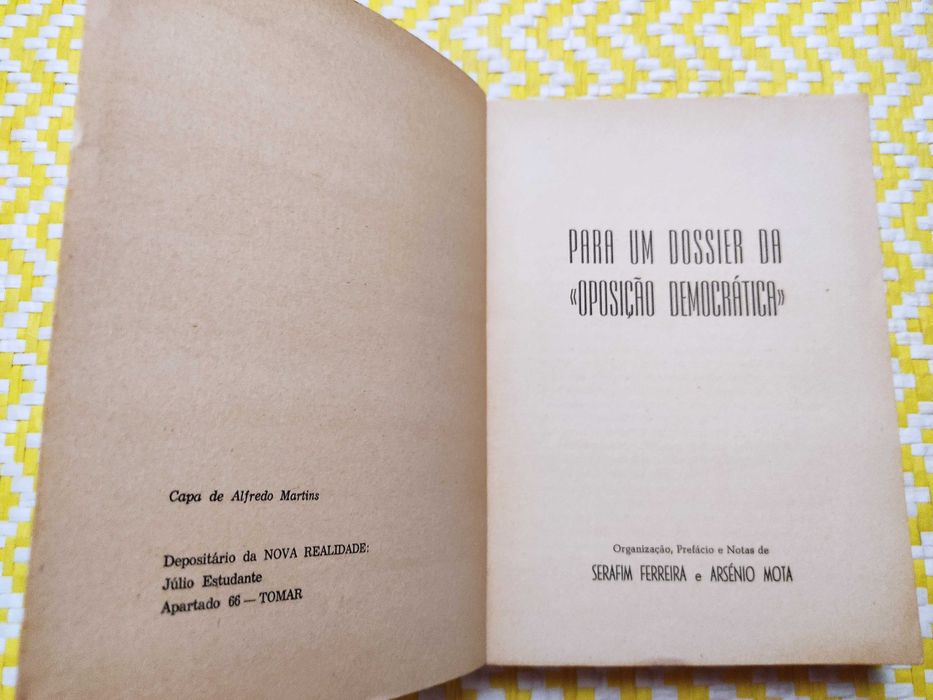 Capa de Alfredo Martins
Depositário da NOVA REALIDADE:
Júlio Estudante
Apartado 66 — TOMAR
PARA UM DOSSIER DA
«OPOSIÇÃO DEMOCRÁTICA»
Organização, Prefácio e Notas de
SERAFIM FERREIRA e ARSÉNIO MOTA